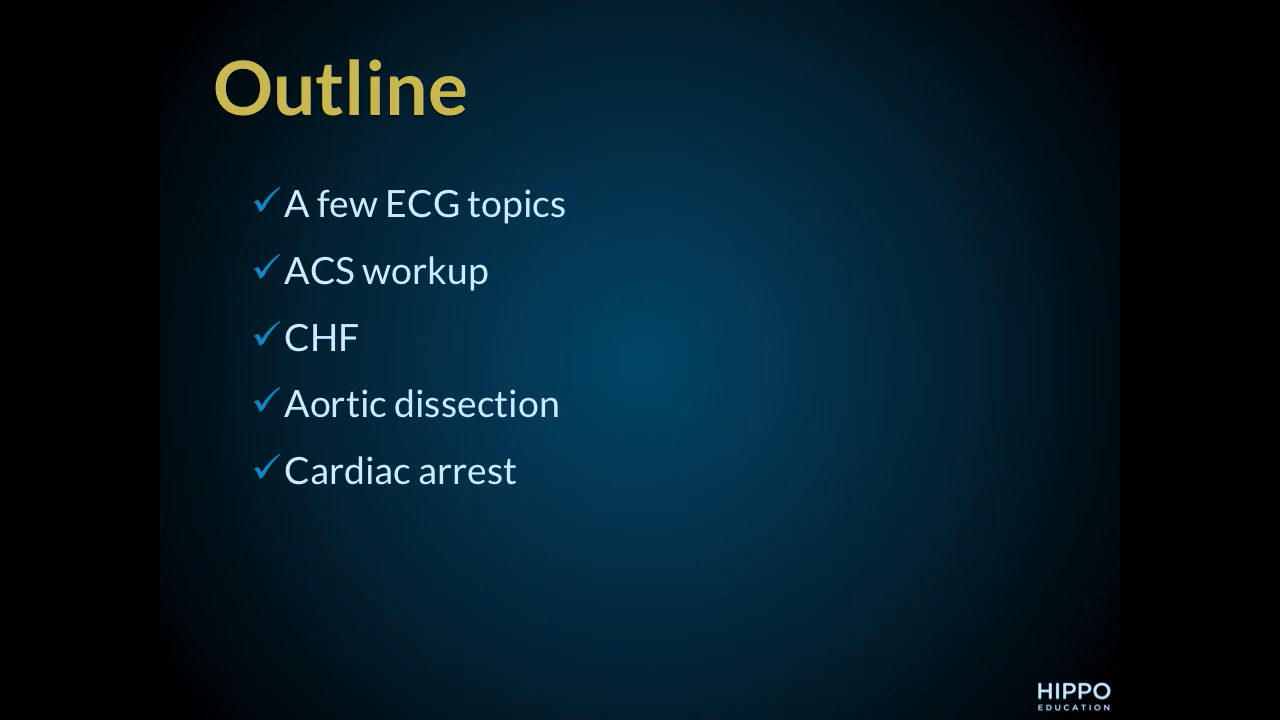 Outline
✓ A few ECG topics
✓ ACS workup
✓ CHF
✓ Aortic dissection
✓ Cardiac arrest
HIPPO
EDUCATION